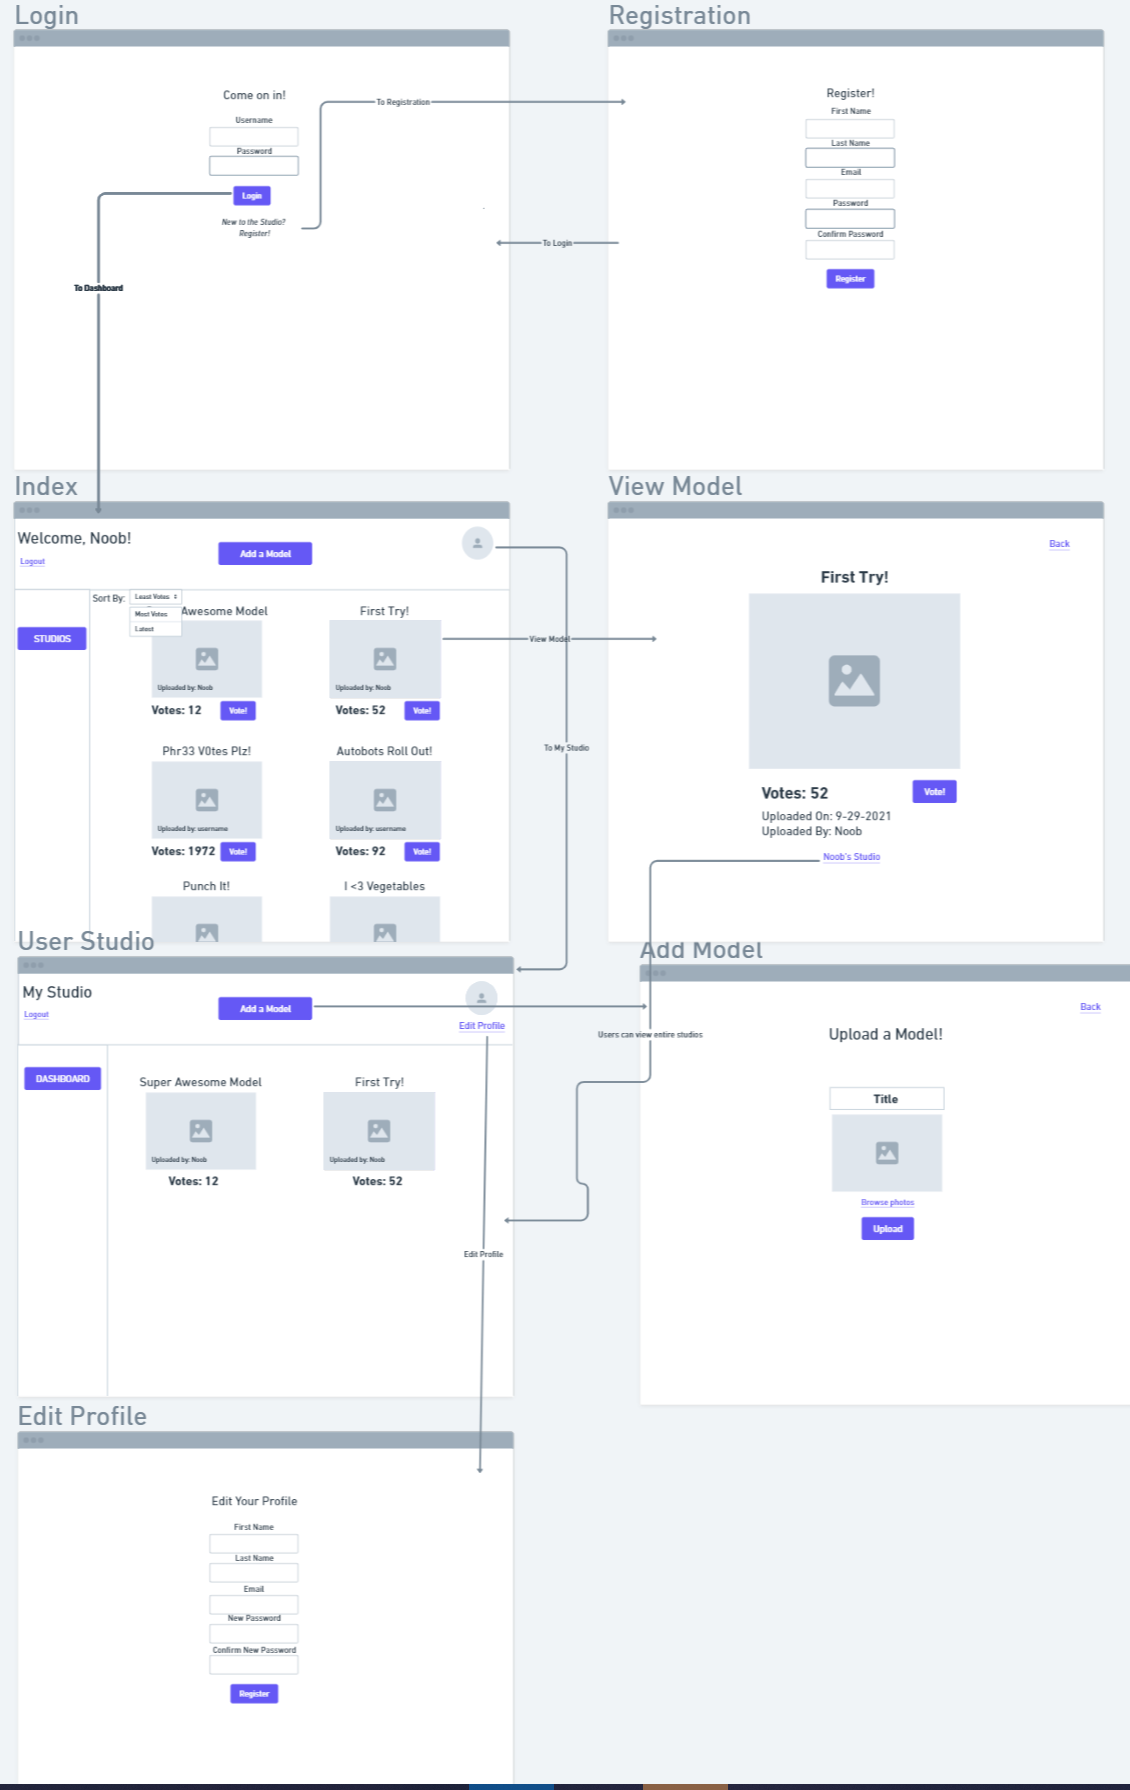 Login
Come on in!
Username
Password
Login
New to the Studio?
Register!
To Registration
To Login
To Dashboard
Registration
Register!
First Name
Last Name
Email
Password
Confirm Password
Register
Index
Welcome, Noob!
Logout
Add a Model
STUDIOS
Sort By:
Least Votes
Most Votes
Latest
Awesome Model
First Try!
Uploaded by: Noob
Uploaded by: Noob
Votes: 12
Vote!
Votes: 52
Vote!
Phr33 V0tes Plz!
Autobots Roll Out!
Uploaded by: username
Uploaded by: username
Votes: 1972
Vote!
Votes: 92
Vote!
Punch It!
I <3 Vegetables
View Model
To My Studio
View Model
Back
First Try!
Votes: 52
Vote!
Uploaded On: 9-29-2021
Uploaded By: Noob
Noob's Studio
User Studio
My Studio
Logout
Add a Model
Edit Profile
DASHBOARD
Super Awesome Model
First Try!
Uploaded by: Noob
Uploaded by: Noob
Votes: 12
Votes: 52
Edit Profile
Users can view entire studios
Add Model
Back
Upload a Model!
Title
Browse photos
Upload
Edit Profile
Edit Your Profile
First Name
Last Name
Email
New Password
Confirm New Password
Register